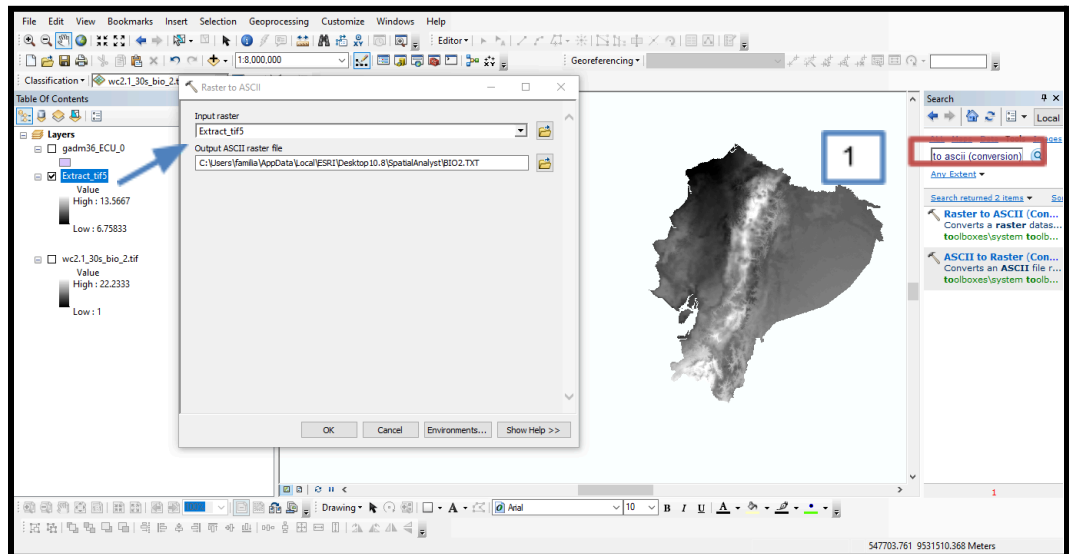 File Edit View Bookmarks Insert Selection Geoprocessing Customize Windows Help
Editor
1:8,000,000
Georeferencing
Classification
wc2.1_30s_bio_2.t
Table Of Contents
Layers
gadm36_ECU_0
Extract_tif5
Value
High : 13.5667
Low : 6.75833
wc2.1_30s_bio_2.tif
Value
High : 22.2333
Low : 1
Raster to ASCII
Input raster
Extract_tif5
Output ASCII raster file
C:\Users\familia\AppData\Local\ESRI\Desktop10.8\SpatialAnalyst\BIO2.TXT
OK Cancel Environments... Show Help >>
1
Search
Local
to ascii (conversion)
Any Extent
Search returned 2 items
Raster to ASCII (Con...
Converts a raster datas...
toolboxes\system toolb...
ASCII to Raster (Con...
Converts an ASCII file r...
toolboxes\system toolb...
1
Drawing
A
Arial
10
B I U A
547703.761 9531510.368 Meters